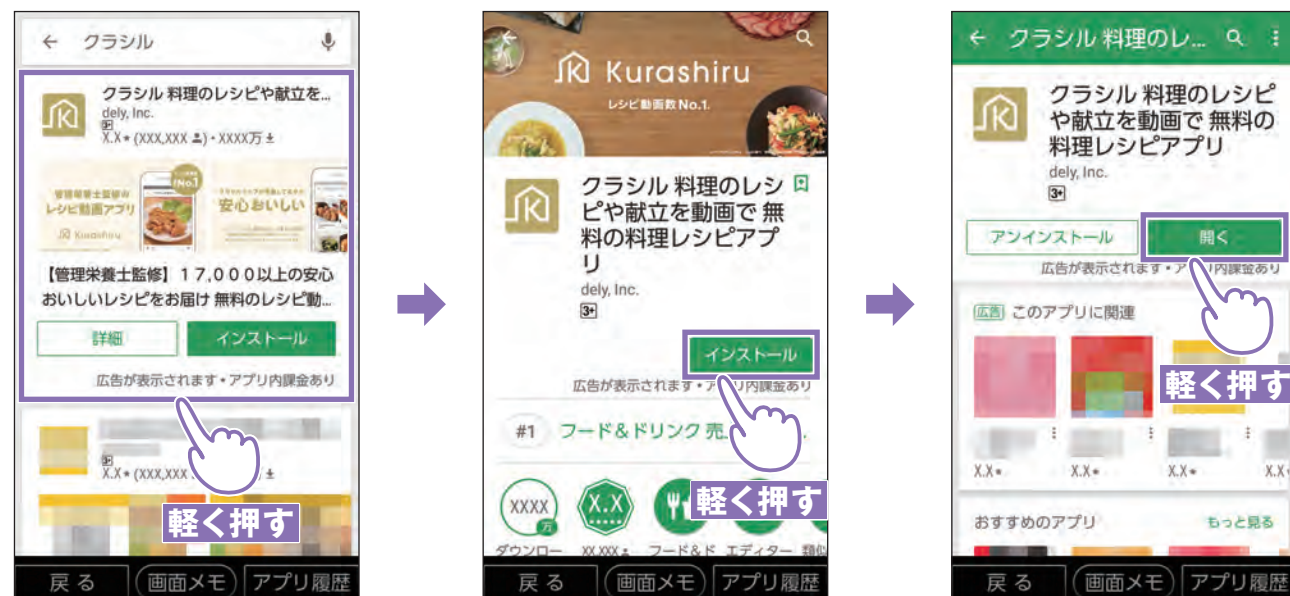 クラシル
クラシル 料理のレシピや献立を...
dely, Inc.
3+
X.X★ (XXX,XXX)・XXXX万
管理栄養士監修の
レシピ動画アプリ
Kurashiru
No.1
安心おいしい
【管理栄養士監修】１７,０００以上の安心
おいしいレシピをお届け 無料のレシピ動...
詳細
インストール
広告が表示されます・アプリ内課金あり
X.X★ (XXX,XXX
軽く押す
戻る
画面メモ
アプリ履歴
Kurashiru
レシピ動画数No.1.
クラシル 料理のレシ
ピや献立を動画で 無
料の料理レシピアプ
リ
dely, Inc.
3+
インストール
広告が表示されます・アプリ内課金あり
#1
フード＆ドリンク 売
XXXX
万
X.X
ダウンロー
XX,XXX
フード＆ド
エディター
類似
軽く押す
戻る
画面メモ
アプリ履歴
クラシル 料理のレ...
クラシル 料理のレシピ
や献立を動画で 無料の
料理レシピアプリ
dely, Inc.
3+
アンインストール
開く
広告が表示されます・アプリ内課金あり
広告
このアプリに関連
軽く押す
X.X★
X.X★
X.X★
X.X
おすすめのアプリ
もっと見る
戻る
画面メモ
アプリ履歴